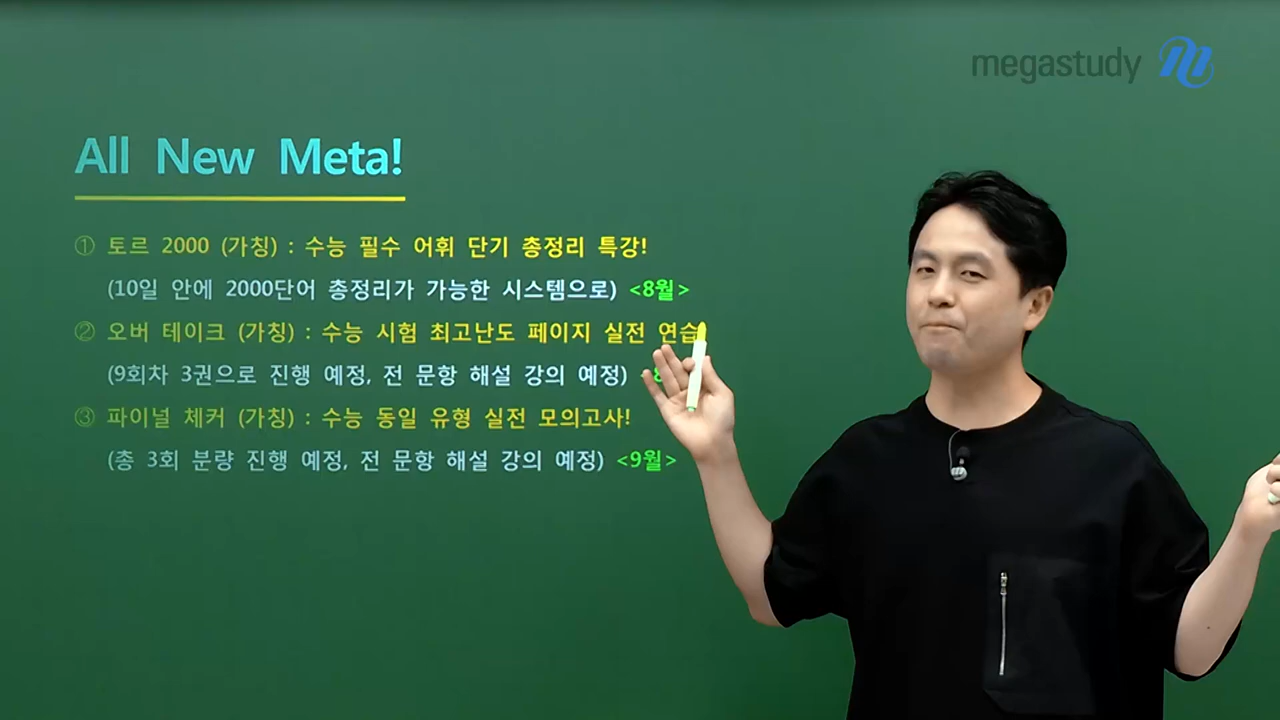 megastudy
All New Meta!
① 토르 2000 (가칭) : 수능 필수 어휘 단기 총정리 특강!
(10일 안에 2000단어 총정리가 가능한 시스템으로) <8월>
② 오버 테이크 (가칭) : 수능 시험 최고난도 페이지 실전 연습
(9회차 3권으로 진행 예정, 전 문항 해설 강의 예정)
③ 파이널 체커 (가칭) : 수능 동일 유형 실전 모의고사!
(총 3회 분량 진행 예정, 전 문항 해설 강의 예정) <9월>